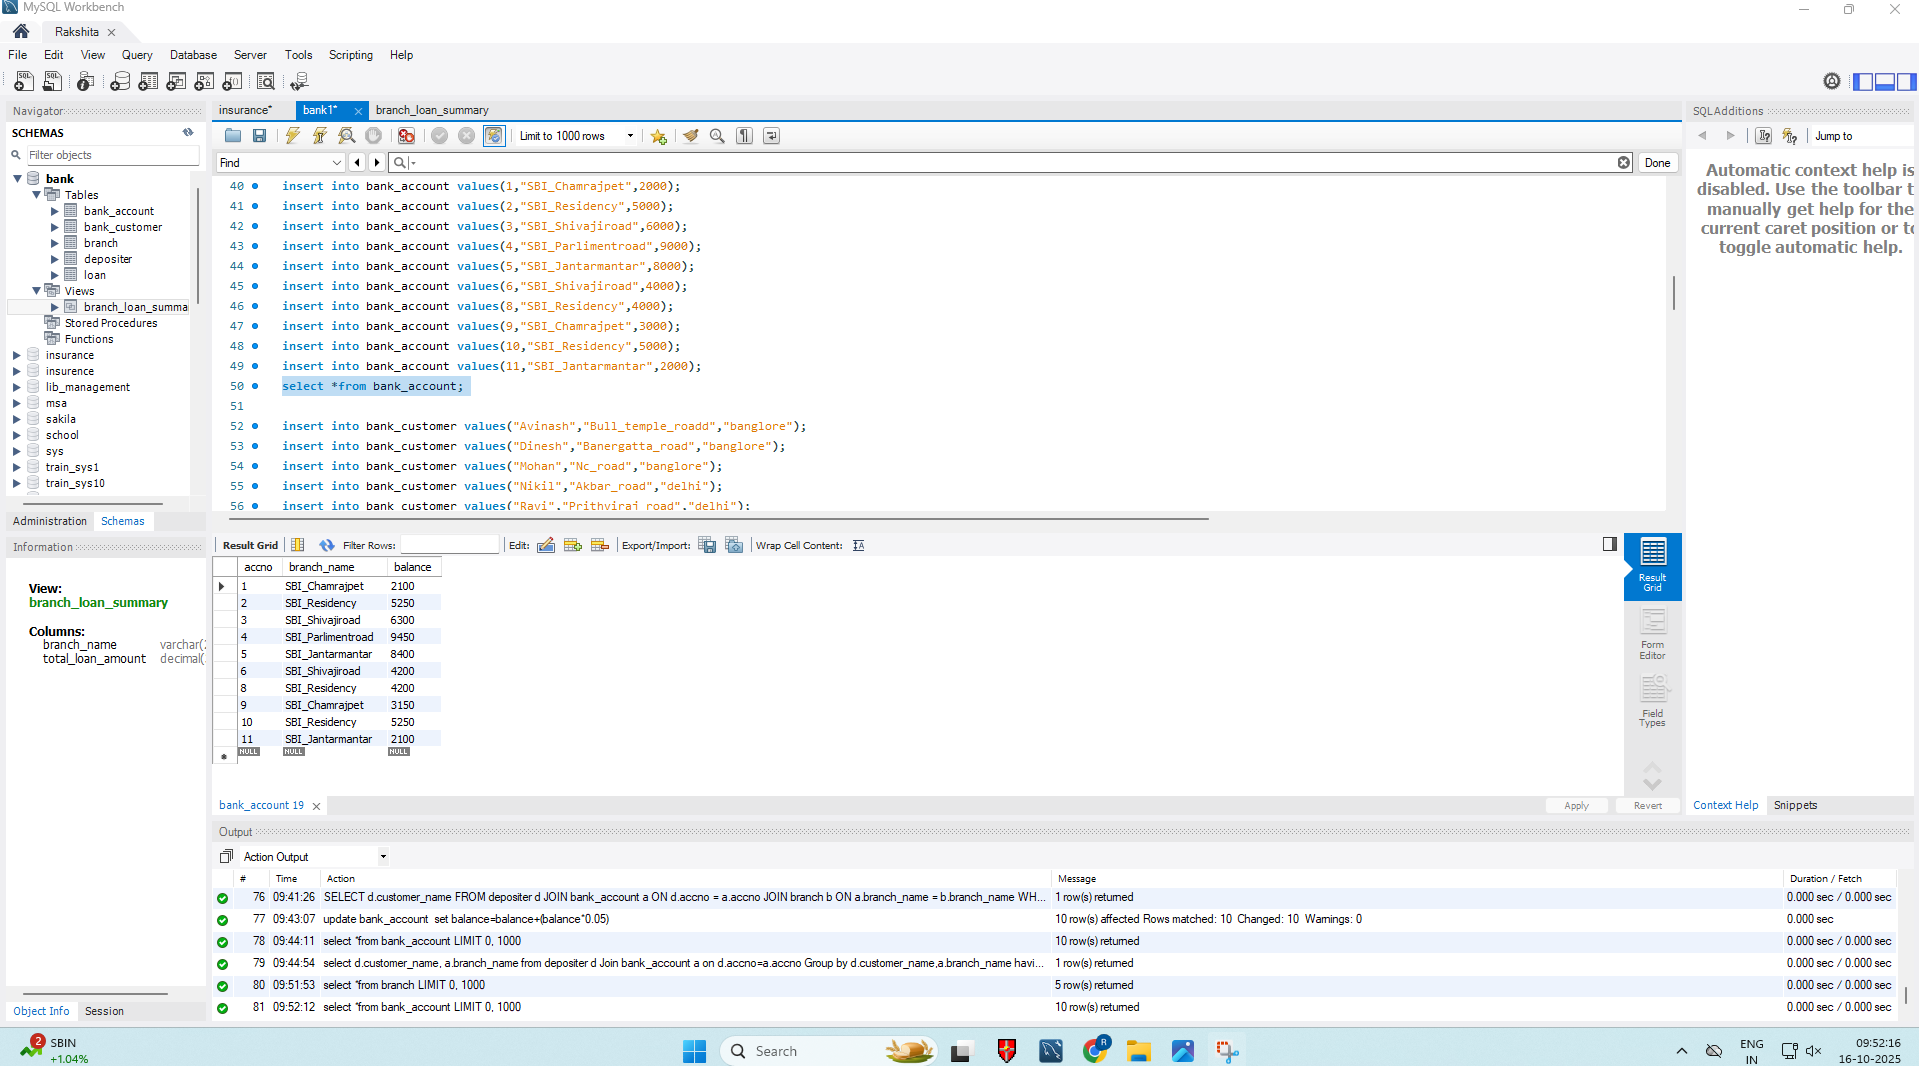 MySQL Workbench
Rakshita
File Edit View Query Database Server Tools Scripting Help
Navigator
SCHEMAS
Filter objects
bank
Tables
bank_account
bank_customer
branch
depositer
loan
Views
branch_loan_summa
Stored Procedures
Functions
insurance
insurence
lib_management
msa
sakila
school
sys
train_sys1
train_sys10
Administration Schemas
Information
View:
branch_loan_summary
Columns:
branch_name varchar(
total_loan_amount decimal(
Object Info Session
insurance* bank1* branch_loan_summary
Limit to 1000 rows
Find Done
40 insert into bank_account values(1,"SBI_Chamrajpet",2000);
41 insert into bank_account values(2,"SBI_Residency",5000);
42 insert into bank_account values(3,"SBI_Shivajiroad",6000);
43 insert into bank_account values(4,"SBI_Parlimentroad",9000);
44 insert into bank_account values(5,"SBI_Jantarmantar",8000);
45 insert into bank_account values(6,"SBI_Shivajiroad",4000);
46 insert into bank_account values(8,"SBI_Residency",4000);
47 insert into bank_account values(9,"SBI_Chamrajpet",3000);
48 insert into bank_account values(10,"SBI_Residency",5000);
49 insert into bank_account values(11,"SBI_Jantarmantar",2000);
50 select *from bank_account;
51
52 insert into bank_customer values("Avinash","Bull_temple_roadd","banglore");
53 insert into bank_customer values("Dinesh","Banergatta_road","banglore");
54 insert into bank_customer values("Mohan","Nc_road","banglore");
55 insert into bank_customer values("Nikil","Akbar_road","delhi");
56 insert into bank_customer values("Ravi","Prithviraj_road","delhi");
Result Grid Filter Rows: Edit: Export/Import: Wrap Cell Content:
accno branch_name balance
1 SBI_Chamrajpet 2100
2 SBI_Residency 5250
3 SBI_Shivajiroad 6300
4 SBI_Parlimentroad 9450
5 SBI_Jantarmantar 8400
6 SBI_Shivajiroad 4200
8 SBI_Residency 4200
9 SBI_Chamrajpet 3150
10 SBI_Residency 5250
11 SBI_Jantarmantar 2100
NULL NULL NULL
Result
Grid
Form
Editor
Field
Types
bank_account 19 Apply Revert
SQLAdditions
Jump to
Automatic context help is
disabled. Use the toolbar t
manually get help for the
current caret position or to
toggle automatic help.
Context Help Snippets
Output
Action Output
# Time Action Message Duration / Fetch
76 09:41:26 SELECT d.customer_name FROM depositer d JOIN bank_account a ON d.accno = a.accno JOIN branch b ON a.branch_name = b.branch_name WH... 1 row(s) returned 0.000 sec / 0.000 sec
77 09:43:07 update bank_account set balance=balance+(balance*0.05) 10 row(s) affected Rows matched: 10 Changed: 10 Warnings: 0 0.000 sec
78 09:44:11 select *from bank_account LIMIT 0, 1000 10 row(s) returned 0.000 sec / 0.000 sec
79 09:44:54 select d.customer_name, a.branch_name from depositer d Join bank_account a on d.accno=a.accno Group by d.customer_name,a.branch_name havi... 1 row(s) returned 0.000 sec / 0.000 sec
80 09:51:53 select *from branch LIMIT 0, 1000 5 row(s) returned 0.000 sec / 0.000 sec
81 09:52:12 select *from bank_account LIMIT 0, 1000 10 row(s) returned 0.000 sec / 0.000 sec
2
SBIN
+1.04%
Search
R
ENG
IN
09:52:16
16-10-2025